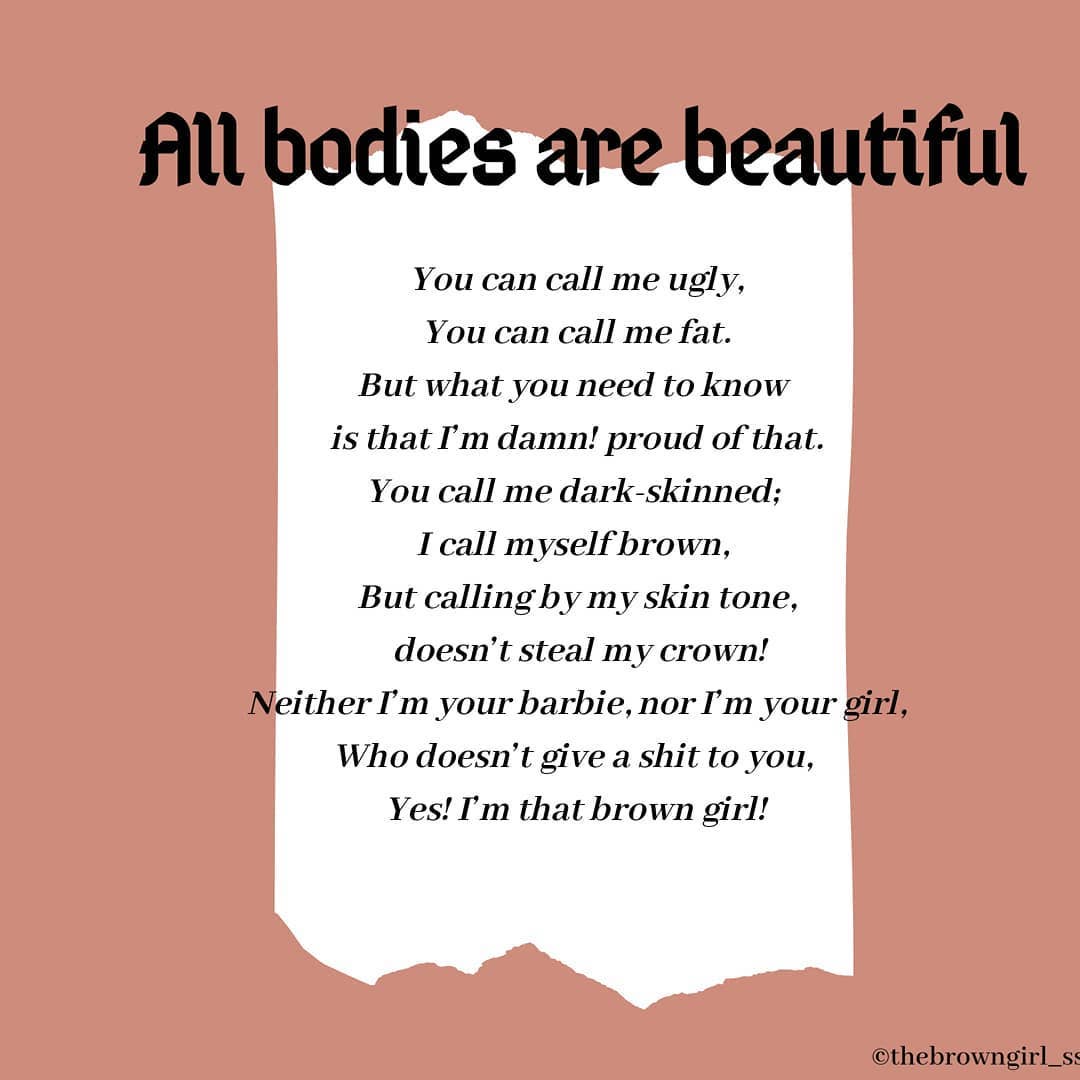 All bodies are beautiful
You can call me ugly,
You can call me fat.
But what you need to know
is that I'm damn! proud of that.
You call me dark-skinned;
I call myself brown,
But calling by my skin tone,
doesn't steal my crown!
Neither I'm your barbie, nor I'm your girl,
Who doesn't give a shit to you,
Yes! I'm that brown girl!
©thebrowngirl_ss